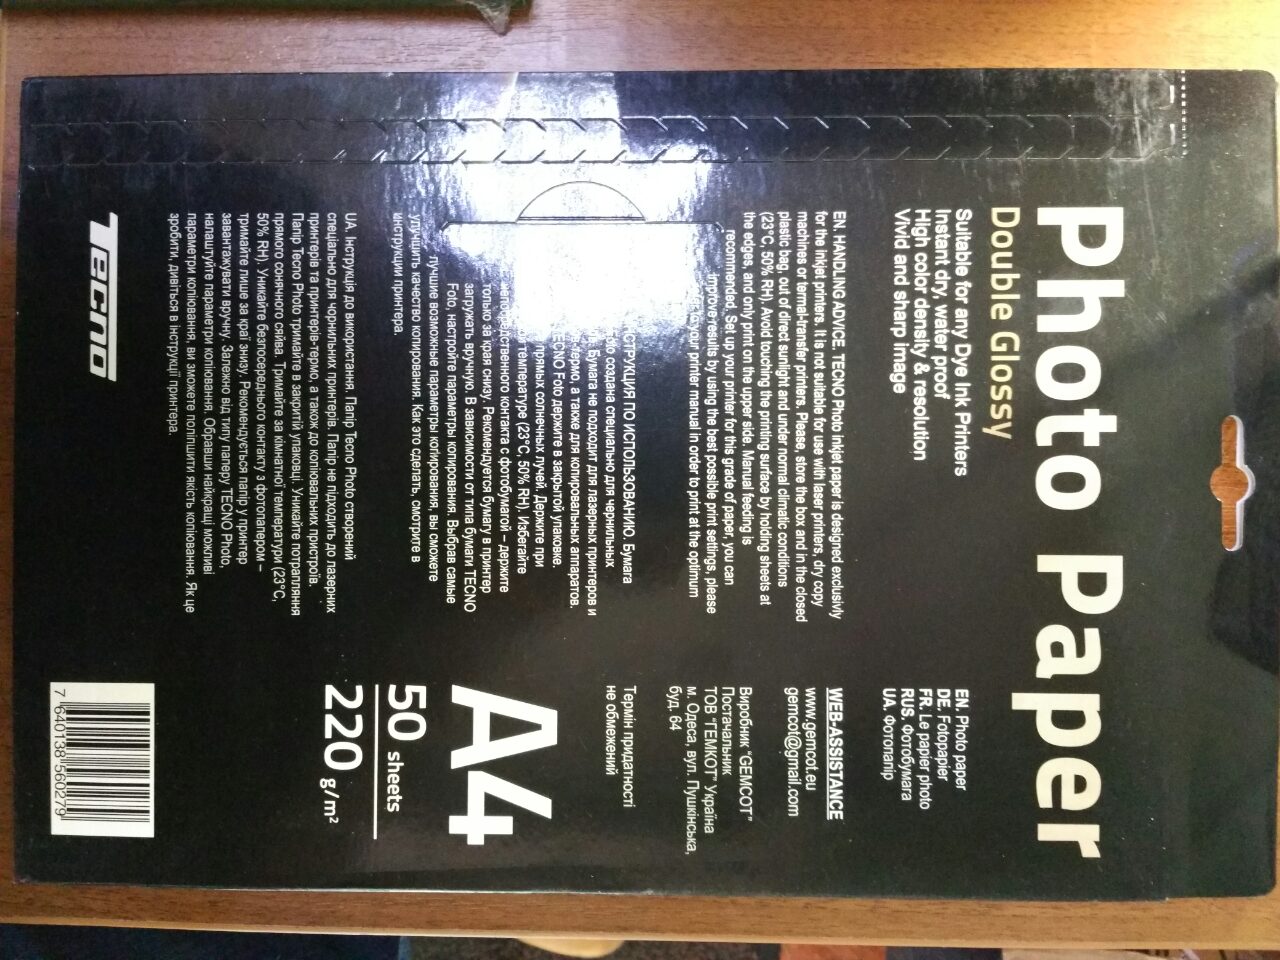 Photo Paper
Double Glossy
Suitable for any Dye Ink Printers
Instant dry, water proof
High color density & resolution
Vivid and sharp image
EN. Photo paper
DE. Fotopapier
FR. Le papier photo
RUS. Фотобумага
UA. Фотопапір
EN. HANDLING ADVICE. TECNO Photo inkjet paper is designed exclusivly
for the inkjet printers. It is not suitable for use with laser printers, dry copy
machines or termal-transfer printers. Please, store the box and in the closed
plastic bag, out of direct sunlight and under normal climatic conditions
(23°C, 50% RH). Avoid touching the printing surface by holding sheets at
the edges, and only print on the upper side. Manual feeding is
recommended. Set up your printer for this grade of paper, you can
improve results by using the best possible print settings, please
to your printer manual in order to print at the optimum
WEB-ASSISTANCE
www.gemcot.eu
gemcot@gmail.com
Виробник "GEMCOT"
Постачальник
ТОВ "ГЕМКОТ" Україна
м. Одеса, вул. Пушкінська,
буд. 64
Термін придатності
не обмежений
ПО ИСПОЛЬЗОВАНИЮ. Бумага
создана специально для чернильных
Бумага не подходит для лазерных принтеров и
а также для копировальных аппаратов.
TECNO Foto держите в закрытой упаковке.
прямых солнечных лучей. Держите при
температуре (23°C, 50% RH). Избегайте
непосредственного контакта с фотобумагой – держите
только за края снизу. Рекомендуется бумагу в принтер
загружать вручную. В зависимости от типа бумаги TECNO
Foto, настройте параметры копирования. Выбрав самые
лучшие возможные параметры копирования, вы сможете
улучшить качество копирования. Как это сделать, смотрите в
инструкции принтера.
A4
50 sheets
220 g/m²
UA. Інструкція до використання. Папір Tecno Photo створений
спеціально для чорнильних принтерів. Папір не підходить до лазерних
принтерів та принтерів-термо, а також до копіювальних пристроїв.
Папір Tecno Photo тримайте в закритій упаковці. Уникайте потрапляння
прямого сонячного сяйва. Тримайте за кімнатної температури (23°C,
50% RH). Уникайте безпосереднього контакту з фотопапером –
тримайте лише за краї знизу. Рекомендується папір у принтер
завантажувати вручну. Залежно від типу паперу TECNO Photo,
налаштуйте параметри копіювання. Обравши найкращі можливі
параметри копіювання, ви зможете поліпшити якість копіювання. Як це
зробити, дивіться в інструкції принтера.
TECNO
7 640138 560279